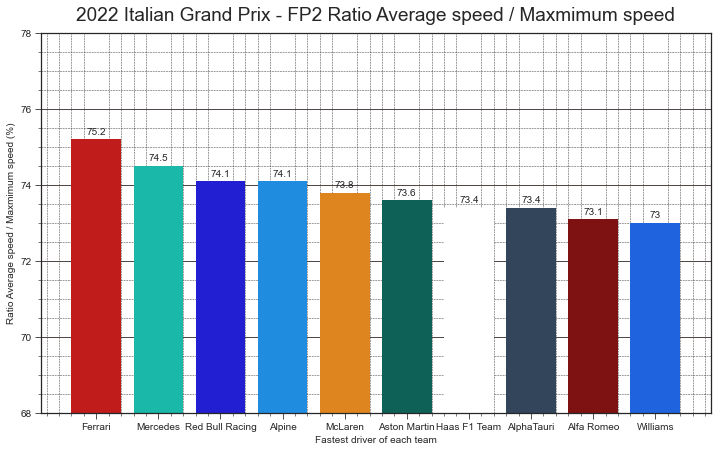 2022 Italian Grand Prix - FP2 Ratio Average speed / Maxmimum speed
Ratio Average speed / Maxmimum speed (%)
78
76
74
72
70
68
75.2
74.5
74.1
74.1
73.8
73.6
73.4
73.4
73.1
73
Ferrari
Mercedes
Red Bull Racing
Alpine
McLaren
Aston Martin
Haas F1 Team
AlphaTauri
Alfa Romeo
Williams
Fastest driver of each team